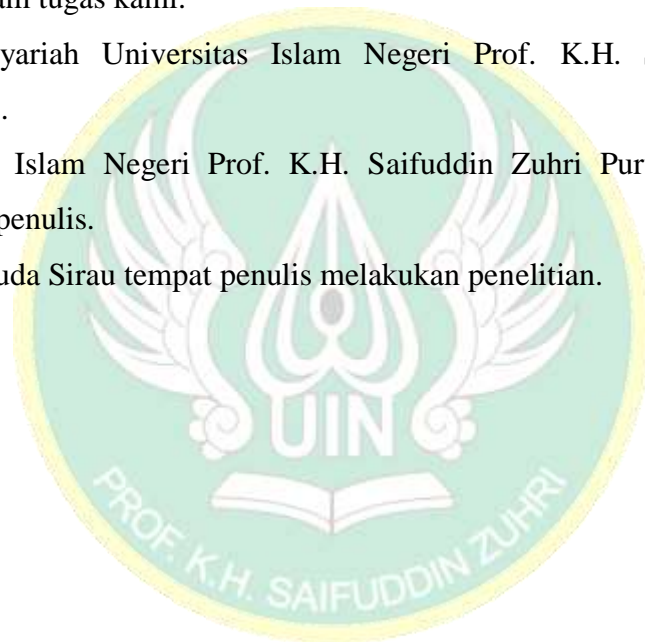 tugas kami.
yariah Universitas Islam Negeri Prof. K.H.
.
Islam Negeri Prof. K.H. Saifuddin Zuhri Pur
penulis.
uda Sirau tempat penulis melakukan penelitian.
UIN
PROF. K.H. SAIFUDDIN ZUHRI